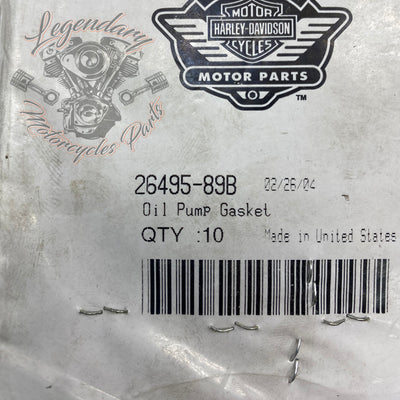 Legendary
Motorcycles Parts
MOTOR
HARLEY-DAVIDSON
CYCLES
MOTOR PARTS
TM
26495-89B 02/26/04
Oil Pump Gasket
QTY :10 Made in United States